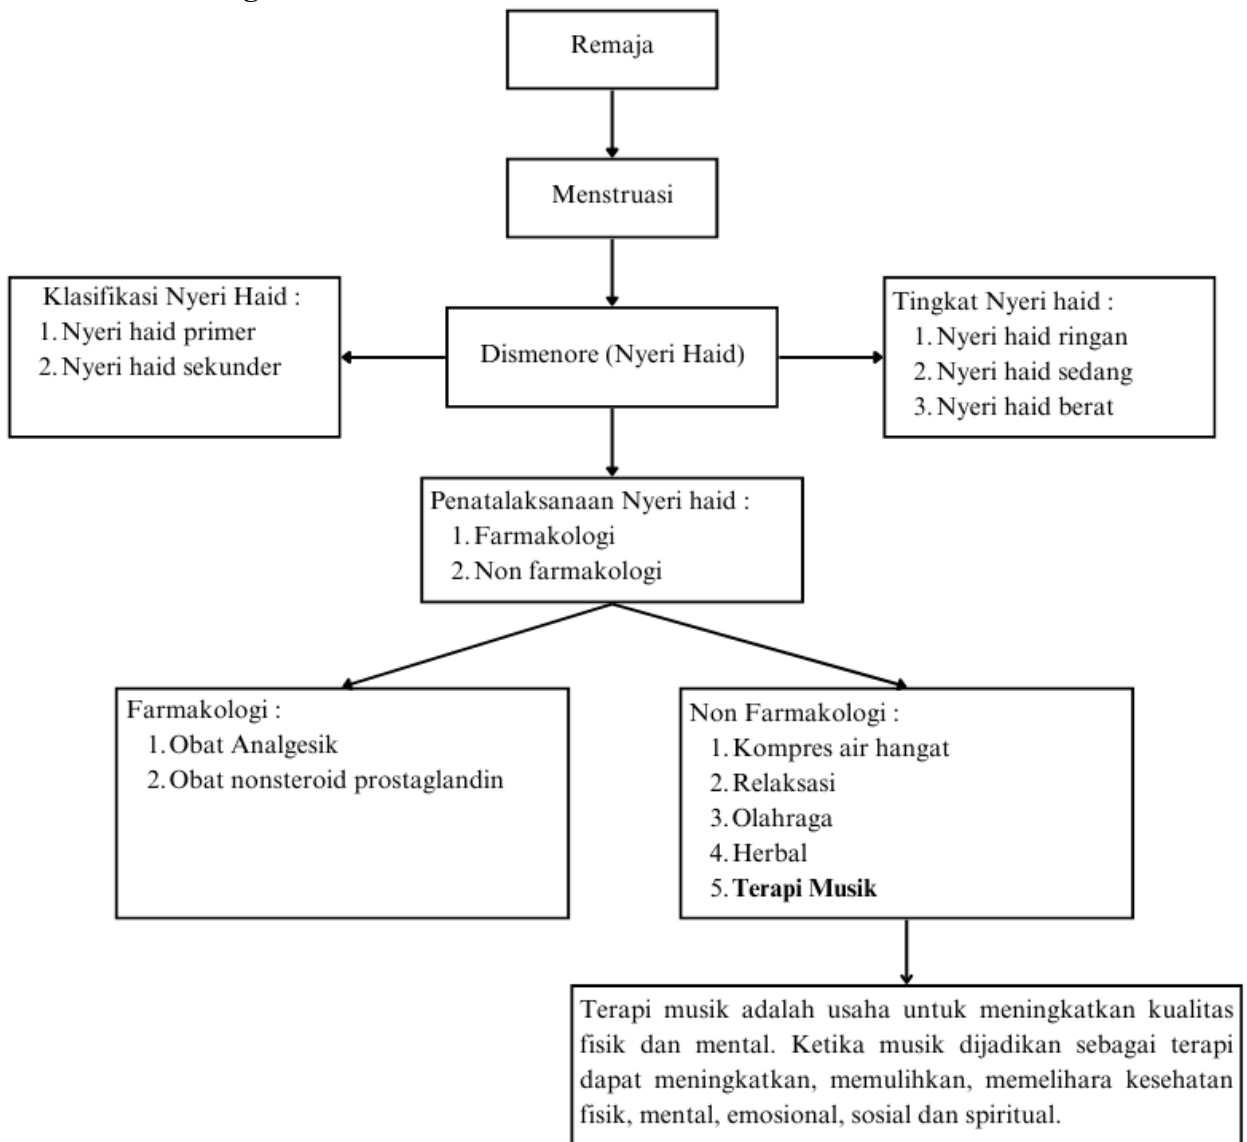 Remaja
Menstruasi
Klasifikasi Nyeri Haid :
1. Nyeri haid primer
2. Nyeri haid sekunder
Dismenore (Nyeri Haid)
Tingkat Nyeri haid :
1. Nyeri haid ringan
2. Nyeri haid sedang
3. Nyeri haid berat
Penatalaksanaan Nyeri haid :
1. Farmakologi
2. Non farmakologi
Farmakologi :
1. Obat Analgesik
2. Obat nonsteroid prostaglandin
Non Farmakologi :
1. Kompres air hangat
2. Relaksasi
3. Olahraga
4. Herbal
5. Terapi Musik
Terapi musik adalah usaha untuk meningkatkan kualitas
fisik dan mental. Ketika musik dijadikan sebagai terapi
dapat meningkatkan, memulihkan, memelihara kesehatan
fisik, mental, emosional, sosial dan spiritual.